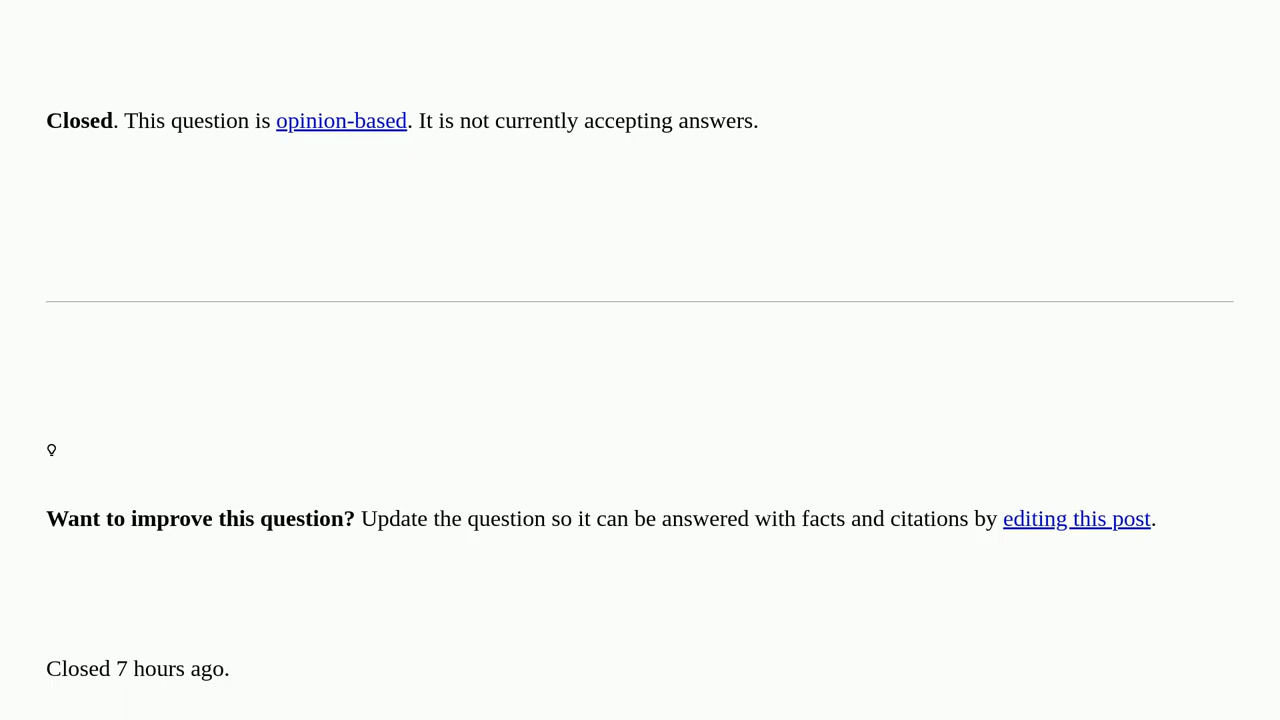 Closed. This question is opinion-based. It is not currently accepting answers.
Want to improve this question? Update the question so it can be answered with facts and citations by editing this post.
Closed 7 hours ago.